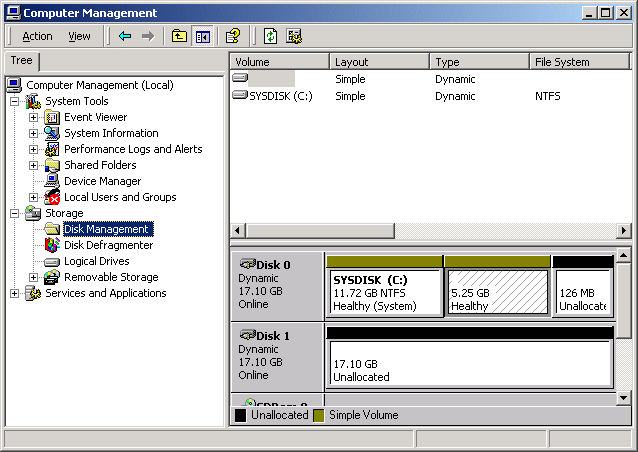 Computer Management
Action View
Tree
Computer Management (Local)
System Tools
Event Viewer
System Information
Performance Logs and Alerts
Shared Folders
Device Manager
Local Users and Groups
Storage
Disk Management
Disk Defragmenter
Logical Drives
Removable Storage
Services and Applications
Volume Layout Type File System
Simple Dynamic
SYSDISK (C:) Simple Dynamic NTFS
Disk 0
Dynamic
17.10 GB
Online
SYSDISK (C:)
11.72 GB NTFS
Healthy (System)
5.25 GB
Healthy
126 MB
Unallocate
Disk 1
Dynamic
17.10 GB
Online
17.10 GB
Unallocated
Unallocated Simple Volume